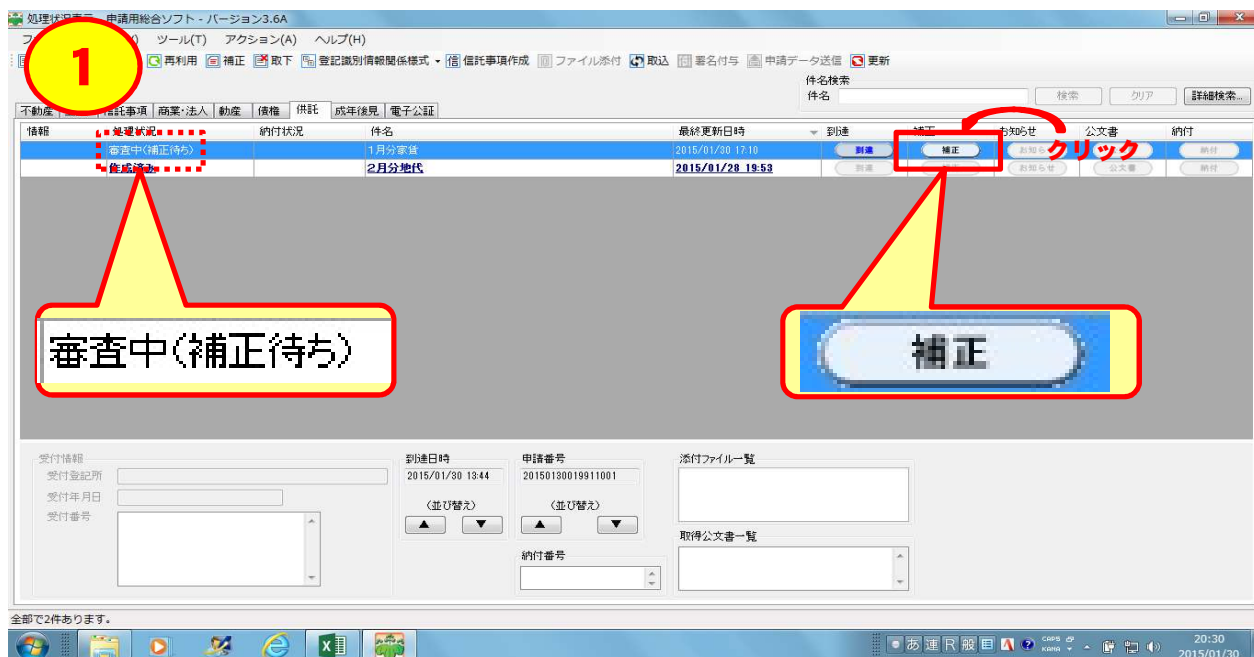 処理状況表示 申請用総合ソフト - バージョン3.6A
1
ツール(T) アクション(A) ヘルプ(H)
再利用 補正 取下 登記識別情報関係様式 信託事項作成 ファイル添付 取込 署名付与 申請データ送信 更新
件名検索
件名 検索 クリア 詳細検索...
不動産 信託事項 商業・法人 動産 債権 供託 成年後見 電子公証
情報 処理状況 納付状況 件名 最終更新日時 到達 補正 お知らせ 公文書 納付
審査中(補正待ち) 1月分家賃 2015/01/30 17:10 到達 補正 お知ら 納付
クリック
作成済み 2月分地代 2015/01/28 19:53 到達 補正 お知らせ 公文書 納付
審査中(補正待ち)
補正
受付情報
受付登記所
受付年月日
受付番号
到達日時
2015/01/30 13:44
(並び替え)
▲ ▼
申請番号
20150130019911001
(並び替え)
▲ ▼
納付番号
添付ファイル一覧
取得公文書一覧
全部で2件あります。
あ 連 R 般 CAPS KANA 20:30
2015/01/30